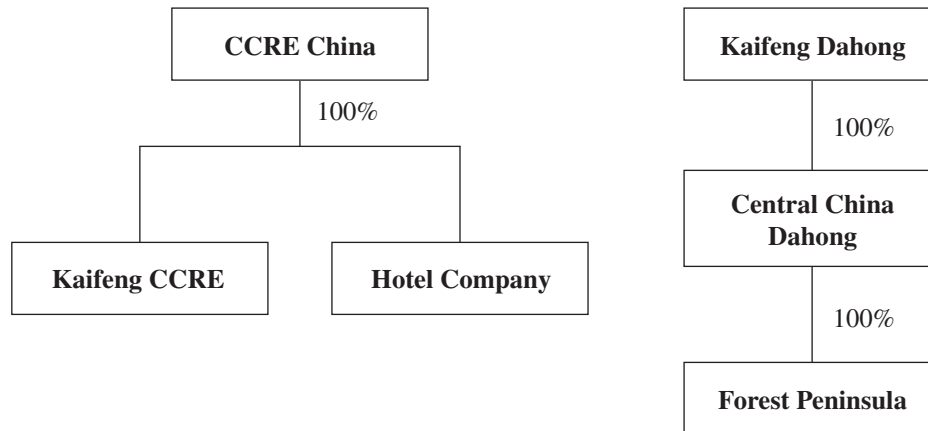 CCRE China
100%
Kaifeng CCRE
Hotel Company
Kaifeng Dahong
100%
Central China
Dahong
100%
Forest Peninsula